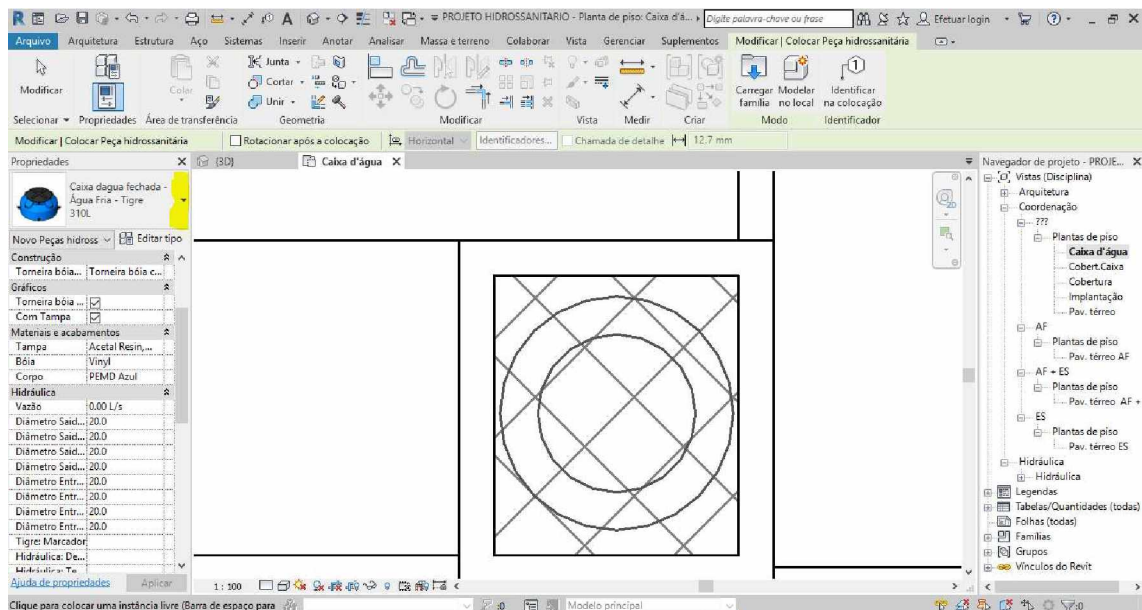 PROJETO HIDROSSANITARIO - Planta de piso: Caixa d'á...
Digite palavra-chave ou frase
Efetuar login
Arquivo Arquitetura Estrutura Aço Sistemas Inserir Anotar Analisar Massa e terreno Colaborar Vista Gerenciar Suplementos Modificar | Colocar Peça hidrossanitária
Modificar
Colar
Junta
Cortar
Unir
Carregar família
Modelar no local
Identificar na colocação
Selecionar Propriedades Área de transferência Geometria Modificar Vista Medir Criar Modo Identificador
Modificar | Colocar Peça hidrossanitária Rotacionar após a colocação Horizontal Identificadores... Chamada de detalhe 12.7 mm
Propriedades
{3D} Caixa d'água
Caixa dagua fechada -
Água Fria - Tigre
310L
Novo Peças hidross Editar tipo
Construção
Torneira bóia... Torneira bóia c...
Gráficos
Torneira bóia ...
Com Tampa
Materiais e acabamentos
Tampa Acetal Resin,...
Bóia Vinyl
Corpo PEMD Azul
Hidráulica
Vazão 0.00 L/s
Diâmetro Said... 20.0
Diâmetro Said... 20.0
Diâmetro Said... 20.0
Diâmetro Said... 20.0
Diâmetro Entr... 20.0
Diâmetro Entr... 20.0
Diâmetro Entr... 20.0
Diâmetro Entr... 20.0
Tigre: Marcador
Hidráulica: De...
Hidráulica: Te...
Ajuda de propriedades Aplicar
1 : 100
Clique para colocar uma instância livre (Barra de espaço para
:0
Modelo principal
:0
Navegador de projeto - PROJE...
Vistas (Disciplina)
Arquitetura
Coordenação
???
Plantas de piso
Caixa d'água
Cobert.Caixa
Cobertura
Implantação
Pav. térreo
AF
Plantas de piso
Pav. térreo AF
AF + ES
Plantas de piso
Pav. térreo AF +
ES
Plantas de piso
Pav. térreo ES
Hidráulica
Hidráulica
Legendas
Tabelas/Quantidades (todas)
Folhas (todas)
Famílias
Grupos
Vínculos do Revit